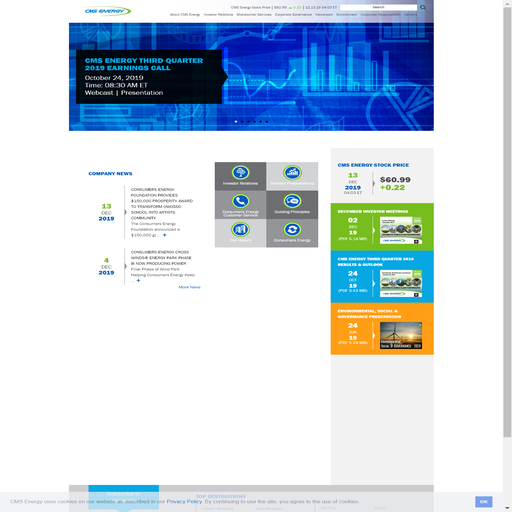 CMS ENERGY
CMS Energy Stock Price | $60.99 ▲ 0.22 | 12.13.19 04:03 ET
Search
About CMS Energy Investor Relations Shareowner Services Corporate Governance Newsroom Environment Corporate Responsibility Careers
CMS ENERGY THIRD QUARTER
2019 EARNINGS CALL
October 24, 2019
Time: 08:30 AM ET
Webcast | Presentation
COMPANY NEWS
13
DEC
2019
CONSUMERS ENERGY
FOUNDATION PROVIDES
$150,000 PROSPERITY AWARD
TO TRANSFORM OWOSSO
SCHOOL INTO ARTISTS
COMMUNITY
The Consumers Energy
Foundation announced a
$150,000 gr ... +
4
DEC
2019
CONSUMERS ENERGY CROSS
WINDS® ENERGY PARK PHASE
III NOW PRODUCING POWER
Final Phase of Wind Park
Helping Consumers Energy Keep
... +
More News
Investor Relations
Investor Presentations
Consumers Energy
Customer Service
Guiding Principles
Our History
Consumers Energy
CMS ENERGY STOCK PRICE
13
DEC
2019
04:03 ET
$60.99
+0.22
DECEMBER INVESTOR MEETINGS
02
DEC
19
(PDF 5.14 MB)
CMS ENERGY THIRD QUARTER 2019
RESULTS & OUTLOOK
24
OCT
19
(PDF 3.43 MB)
ENVIRONMENTAL, SOCIAL &
GOVERNANCE PRESENTATION
24
JUN
19
(PDF 5.29 MB)
TOP DESTINATIONS
CMS Energy uses cookies on our website as described in our Privacy Policy. By continuing to use the site, you agree to the use of cookies.
OK